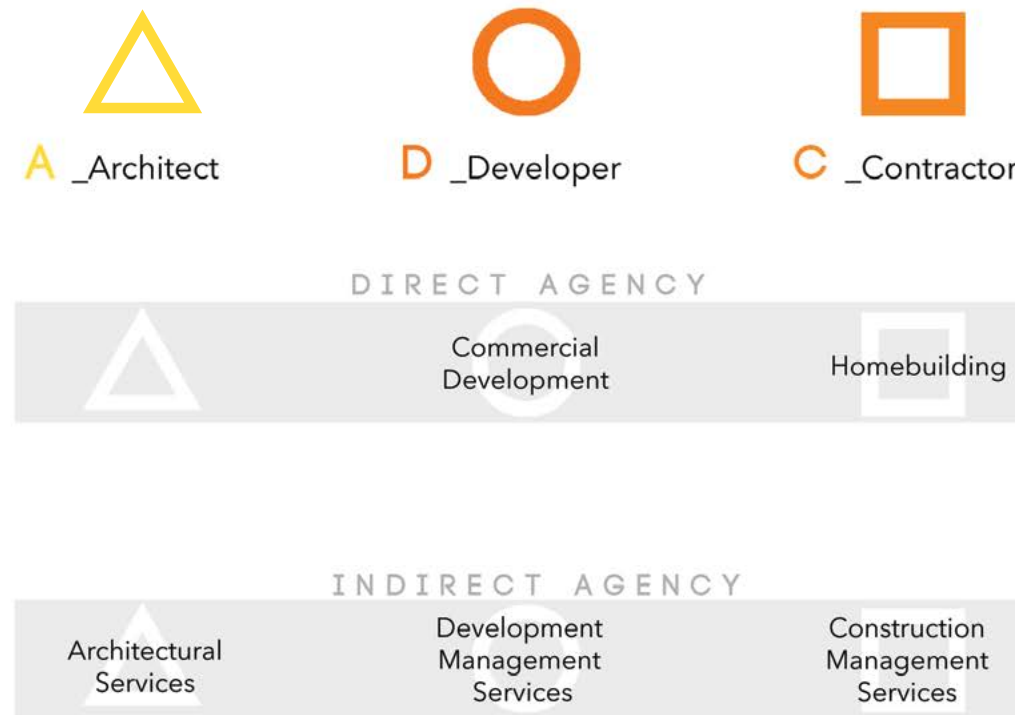 A _Architect
D _Developer
C _Contractor
DIRECT AGENCY
Commercial
Development
Homebuilding
INDIRECT AGENCY
Architectural
Services
Development
Management
Services
Construction
Management
Services